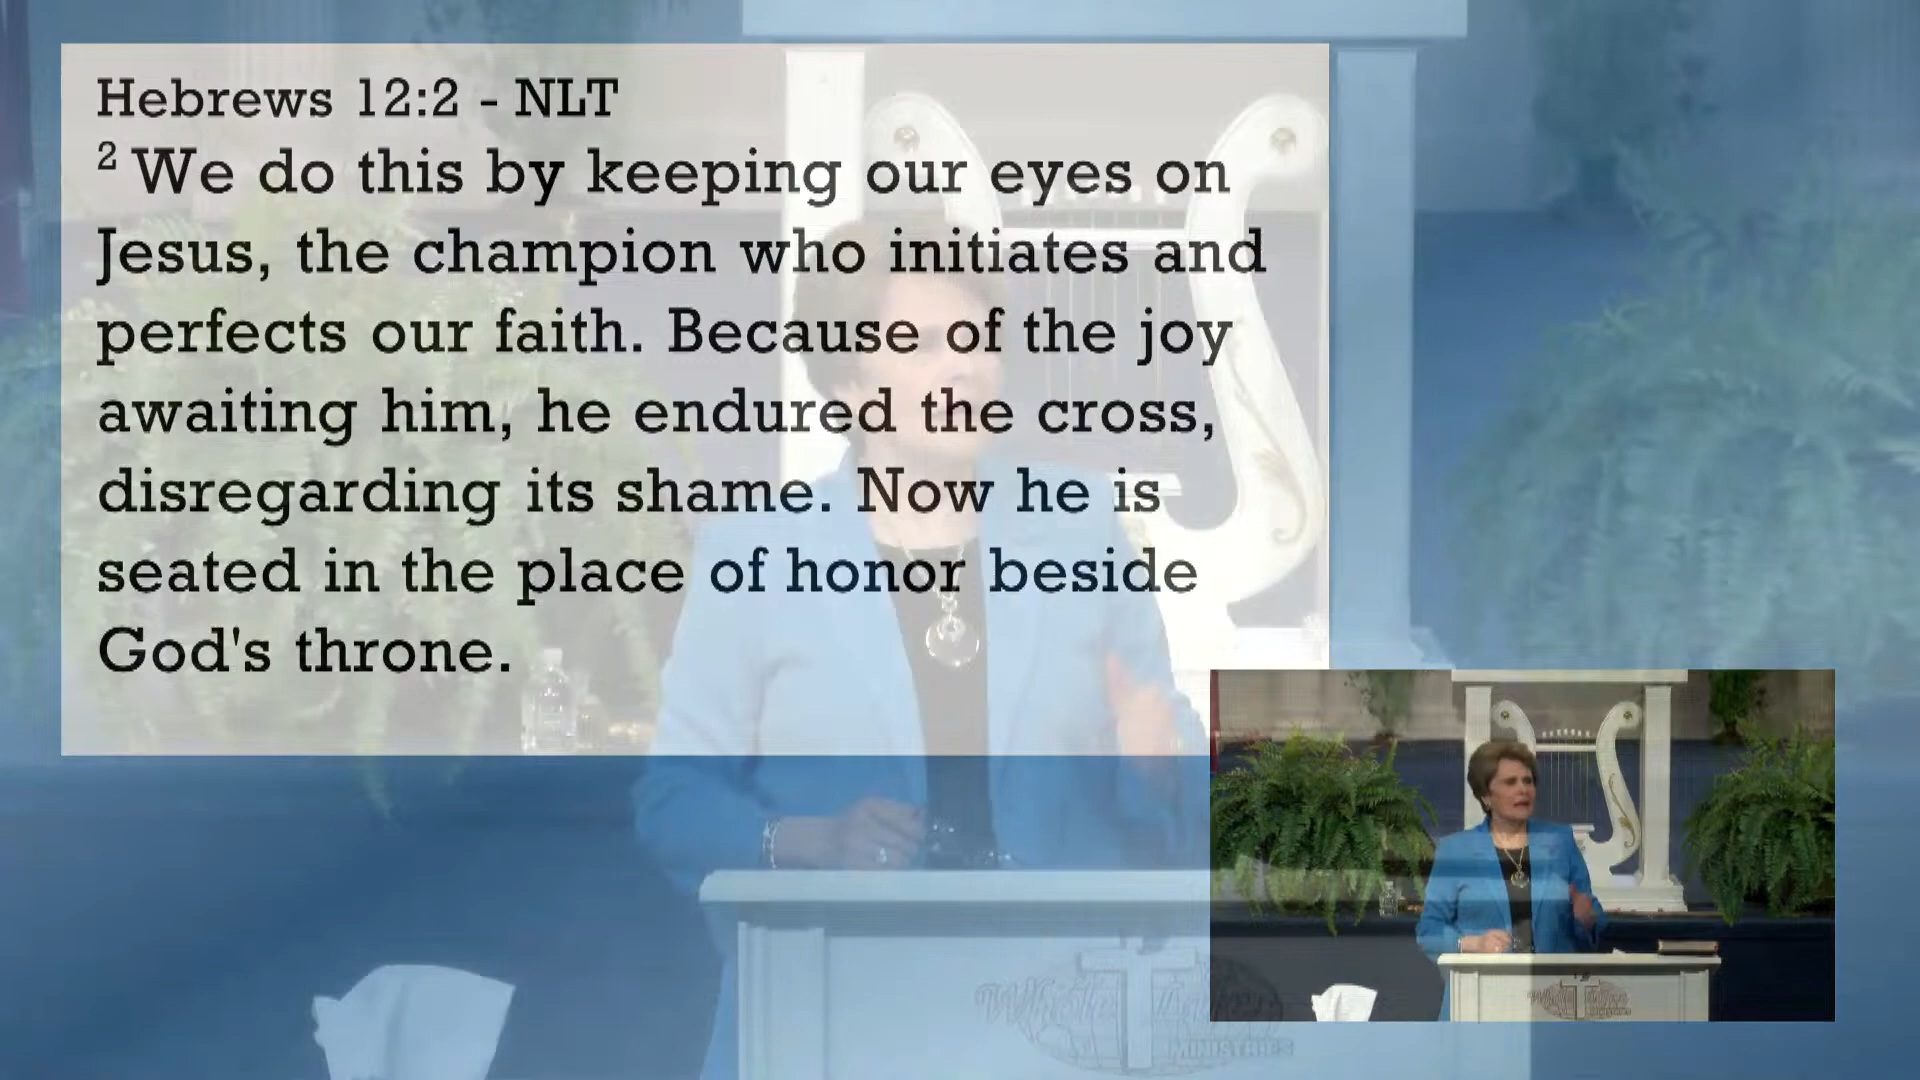 Hebrews 12:2 - NLT
2 We do this by keeping our eyes on
Jesus, the champion who initiates and
perfects our faith. Because of the joy
awaiting him, he endured the cross,
disregarding its shame. Now he is
seated in the place of honor beside
God's throne.
Whole
MINISTRIES